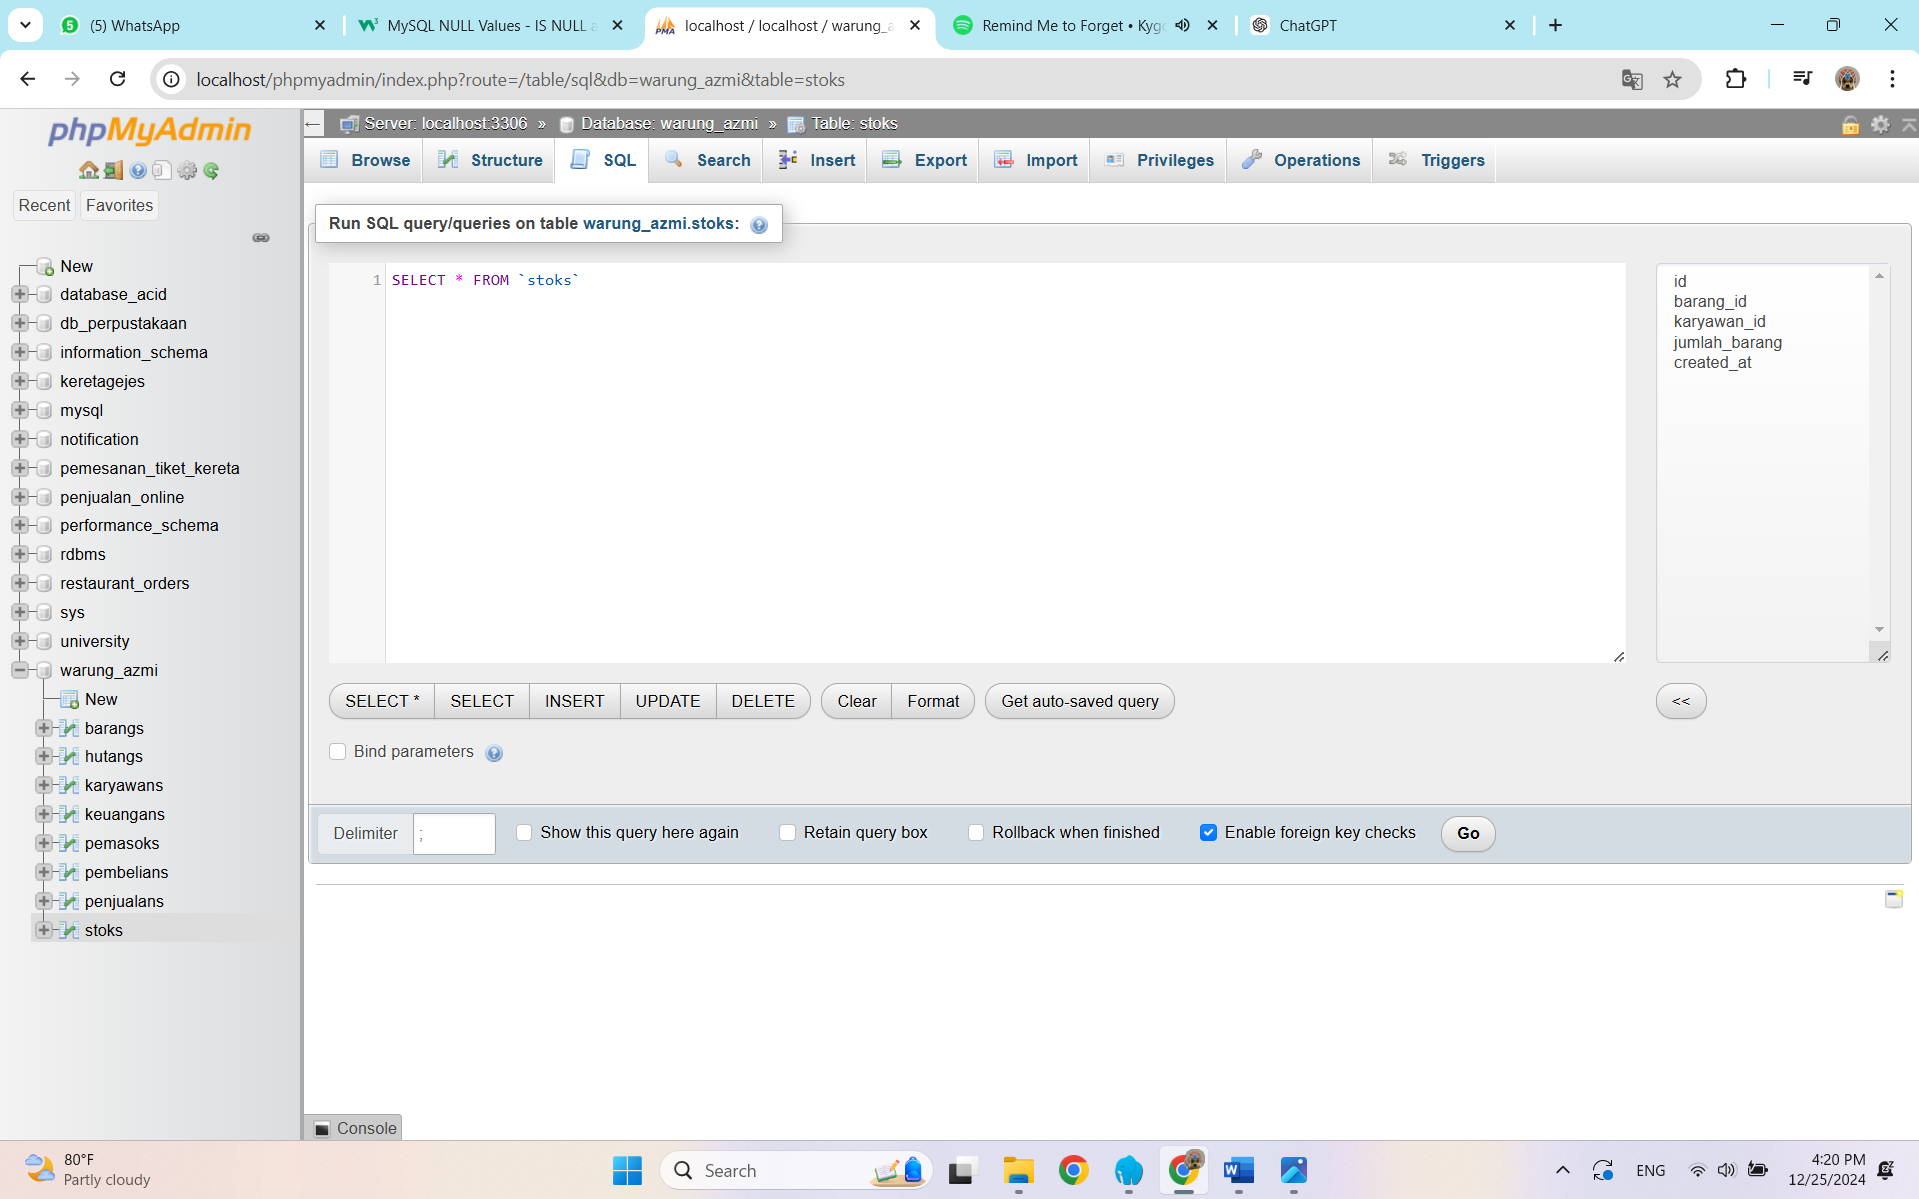 (5) WhatsApp
MySQL NULL Values - IS NULL a
localhost / localhost / warung_a
Remind Me to Forget • Kyg
ChatGPT
localhost/phpmyadmin/index.php?route=/table/sql&db=warung_azmi&table=stoks
phpMyAdmin
Server: localhost:3306 » Database: warung_azmi » Table: stoks
Browse Structure SQL Search Insert Export Import Privileges Operations Triggers
Recent Favorites
Run SQL query/queries on table warung_azmi.stoks:
New
database_acid
db_perpustakaan
information_schema
keretagejes
mysql
notification
pemesanan_tiket_kereta
penjualan_online
performance_schema
rdbms
restaurant_orders
sys
university
warung_azmi
New
barangs
hutangs
karyawans
keuangans
pemasoks
pembelians
penjualans
stoks
1 SELECT * FROM `stoks`
id
barang_id
karyawan_id
jumlah_barang
created_at
SELECT * SELECT INSERT UPDATE DELETE Clear Format Get auto-saved query <<
Bind parameters
Delimiter ; Show this query here again Retain query box Rollback when finished Enable foreign key checks Go
Console
80°F
Partly cloudy
Search
ENG
4:20 PM
12/25/2024